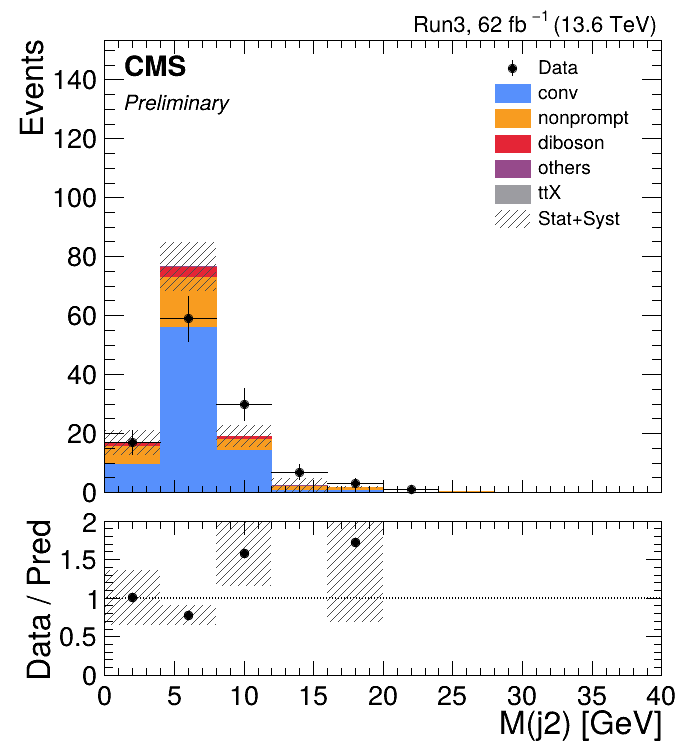 Run3, 62 fb⁻¹ (13.6 TeV)
CMS
Preliminary
Events
140
120
100
80
60
40
20
0
Data
conv
nonprompt
diboson
others
ttX
Stat+Syst
Data / Pred
2
1.5
1
0.5
0
0 5 10 15 20 25 30 35 40
M(j2) [GeV]